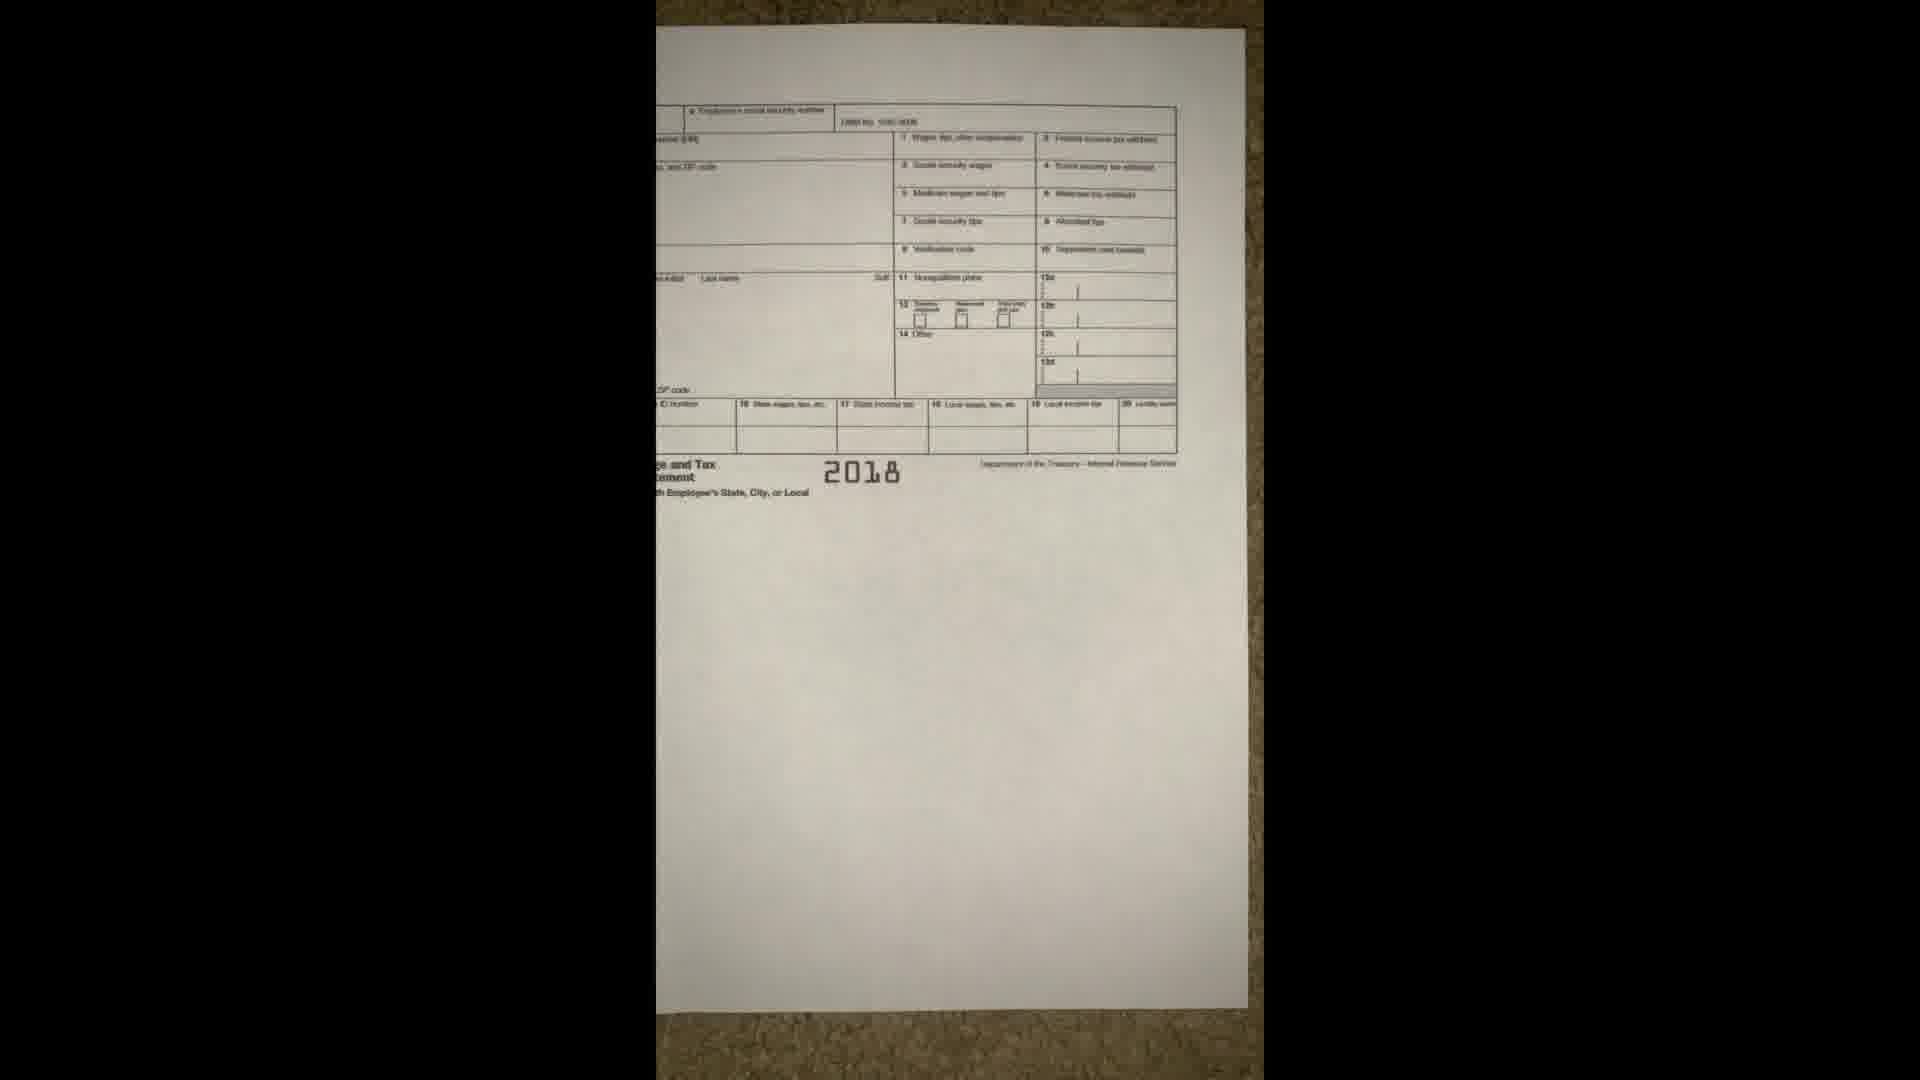 a Employee's social security number
OMB No. 1545-0008
(EIN)
1 Wages, tips, other compensation 2 Federal income tax withheld
and ZIP code
3 Social security wages 4 Social security tax withheld
5 Medicare wages and tips 6 Medicare tax withheld
7 Social security tips 8 Allocated tips
9 Verification code 10 Dependent care benefits
initial Last name Suff. 11 Nonqualified plans 12a
13 Statutory employee Retirement plan Third-party sick pay 12b
14 Other 12c
12d
ZIP code
ID number 16 State wages, tips, etc. 17 State income tax 18 Local wages, tips, etc. 19 Local income tax 20 Locality name
ge and Tax
tement
2018
Department of the Treasury—Internal Revenue Service
th Employee's State, City, or Local